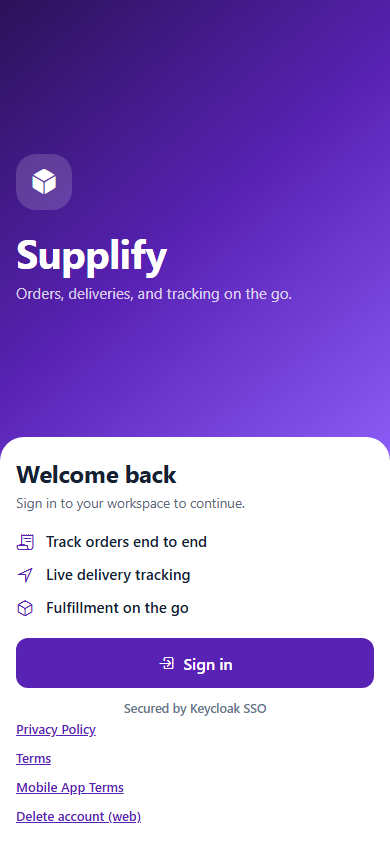 Supplify
Orders, deliveries, and tracking on the go.
Welcome back
Sign in to your workspace to continue.
Track orders end to end
Live delivery tracking
Fulfillment on the go
Sign in
Secured by Keycloak SSO
Privacy Policy
Terms
Mobile App Terms
Delete account (web)